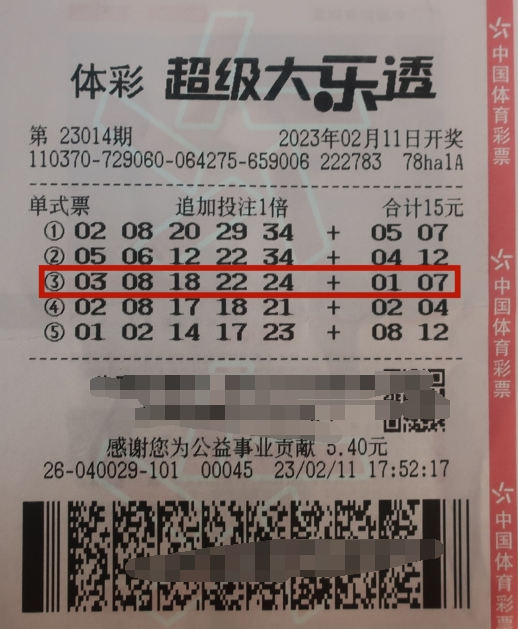 体彩 超级大乐透
第 23014期 2023年02月11日开奖
110370-729060-064275-659006 222783 78ha1A
单式票 追加投注1倍 合计15元
① 02 08 20 29 34 + 05 07
② 05 06 12 22 34 + 04 12
③ 03 08 18 22 24 + 01 07
④ 02 08 17 18 21 + 02 04
⑤ 01 02 14 17 23 + 08 12
感谢您为公益事业贡献 5.40元
26-040029-101 00045 23/02/11 17:52:17
中国体育彩票
中国体育彩票
中国体育彩票